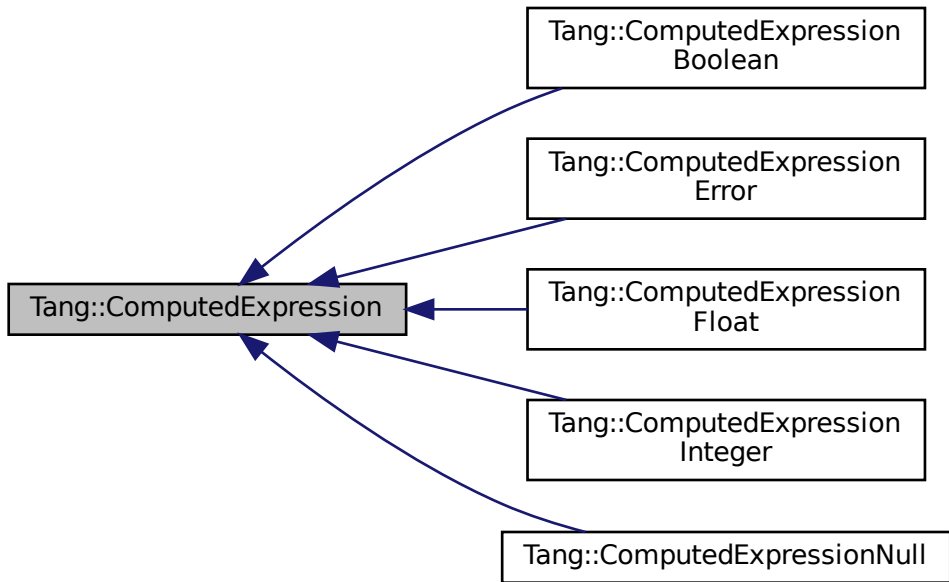 Tang::ComputedExpression
Boolean
Tang::ComputedExpression
Error
Tang::ComputedExpression
Tang::ComputedExpression
Float
Tang::ComputedExpression
Integer
Tang::ComputedExpressionNull